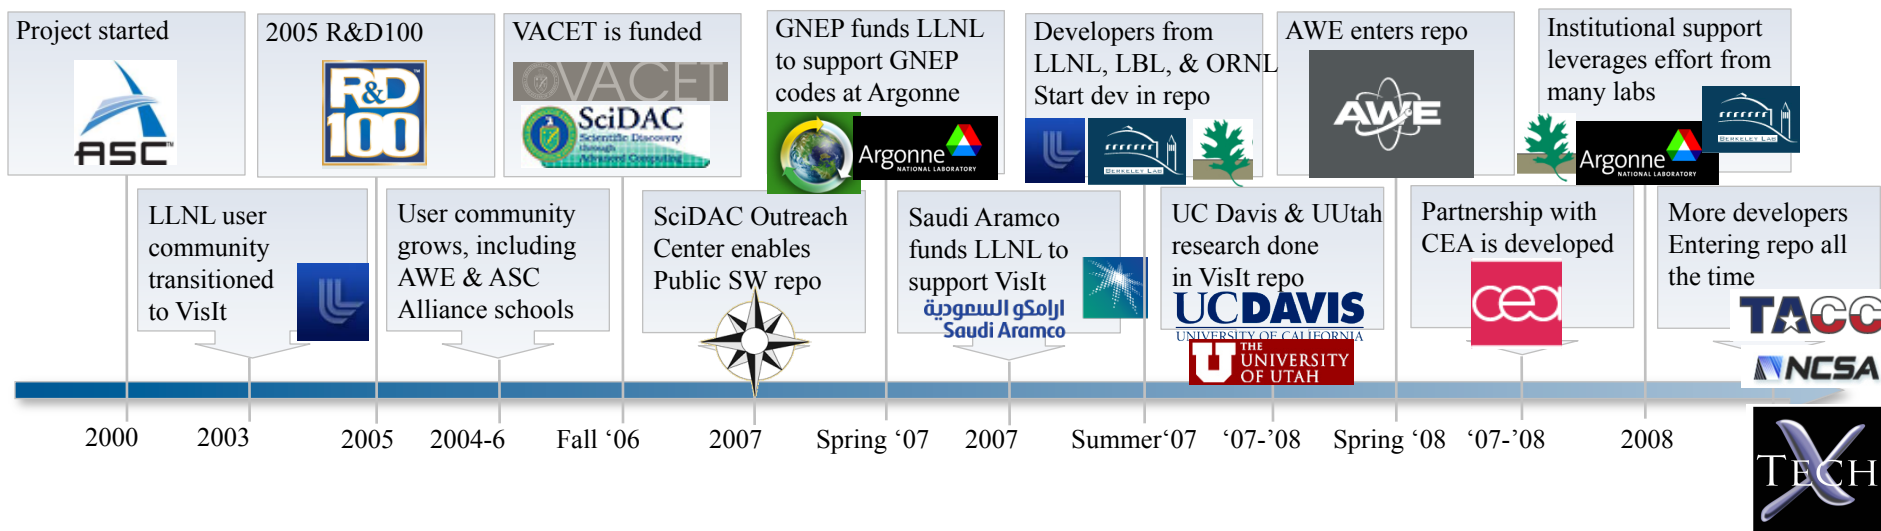 Project started
ASC
2005 R&D100
R&D
100
VACET is funded
VACET
SciDAC
Scientific Discovery
through
Advanced Computing
GNEP funds LLNL
to support GNEP
codes at Argonne
Argonne
NATIONAL LABORATORY
Developers from
LLNL, LBL, & ORNL
Start dev in repo
BERKELEY LAB
AWE enters repo
AWE
Institutional support
leverages effort from
many labs
Argonne
NATIONAL LABORATORY
BERKELEY LAB
LLNL user
community
transitioned
to VisIt
User community
grows, including
AWE & ASC
Alliance schools
SciDAC Outreach
Center enables
Public SW repo
Saudi Aramco
funds LLNL to
support VisIt
ارامكو السعودية
Saudi Aramco
UC Davis & UUtah
research done
in VisIt repo
UCDAVIS
UNIVERSITY OF CALIFORNIA
THE
UNIVERSITY
OF UTAH
Partnership with
CEA is developed
cea
More developers
Entering repo all
the time
TACC
NCSA
TECH X
2000
2003
2005
2004-6
Fall ‘06
2007
Spring ‘07
2007
Summer‘07
‘07-’08
Spring ‘08
‘07-’08
2008